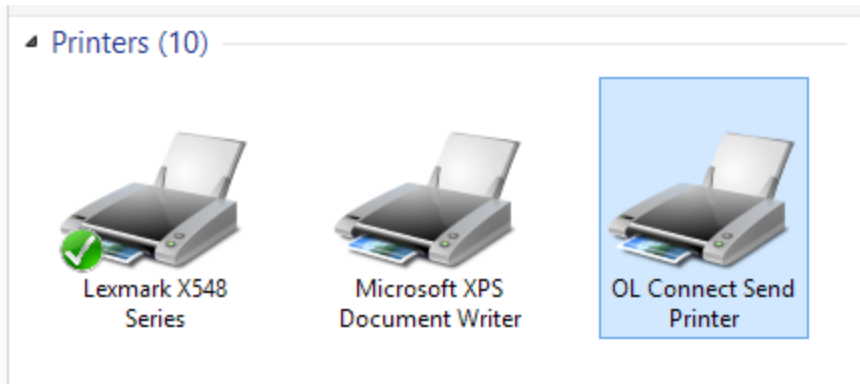 Printers (10)
Lexmark X548
Series
Microsoft XPS
Document Writer
OL Connect Send
Printer